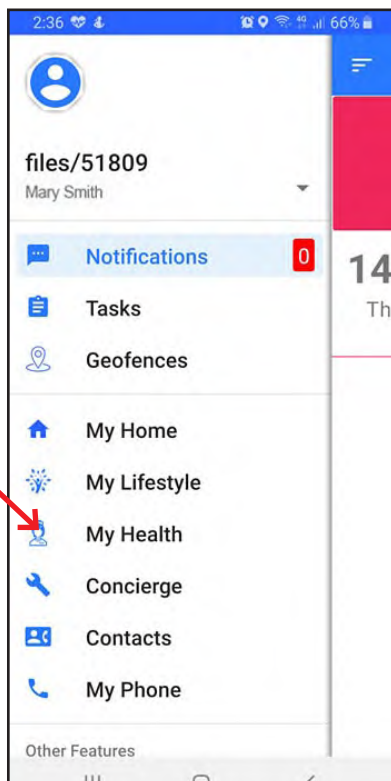 2:36 66%
files/51809
Mary Smith
Notifications 0
14
Th
Tasks
Geofences
My Home
My Lifestyle
My Health
Concierge
Contacts
My Phone
Other Features